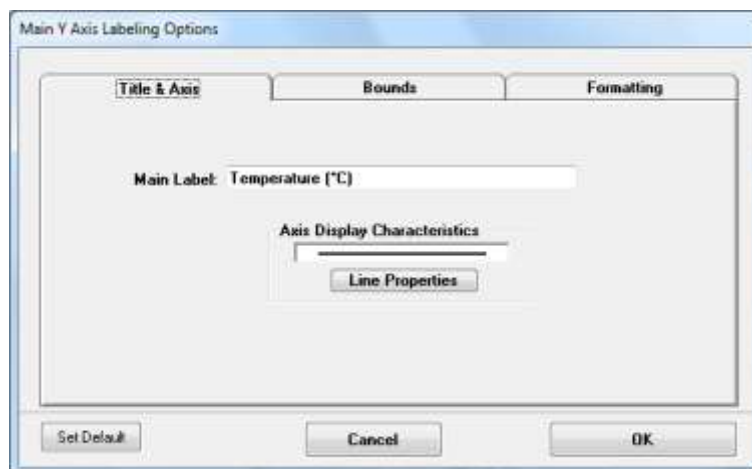 Main Y Axis Labeling Options
Title & Axis Bounds Formatting
Main Label: Temperature (°C)
Axis Display Characteristics
Line Properties
Set Default Cancel OK